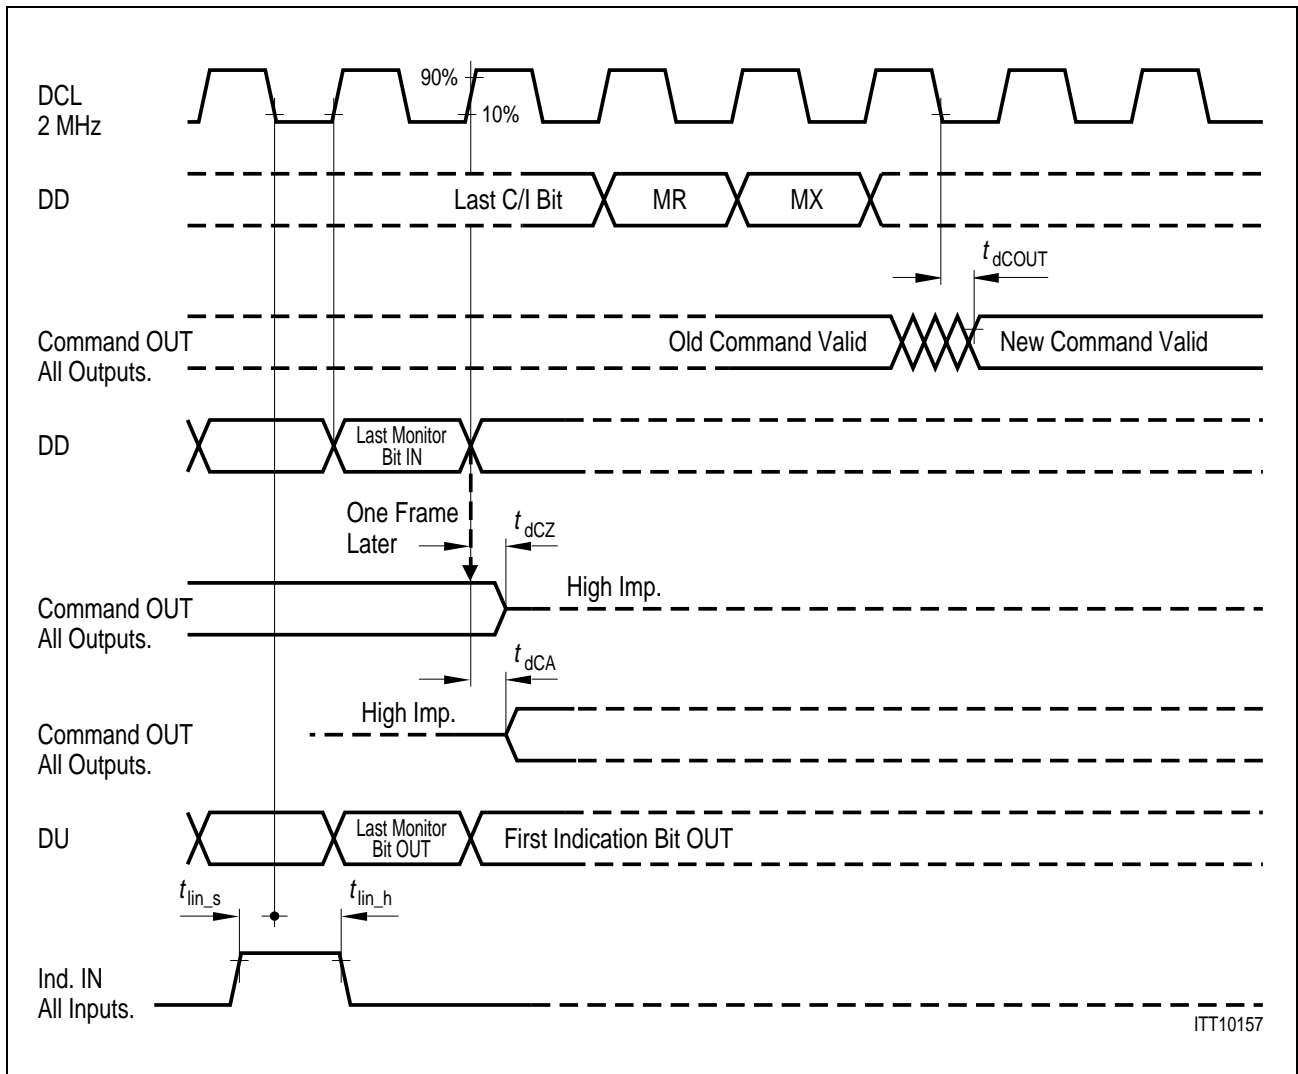 90%
DCL
2 MHz
10%
DD
Last C/I Bit
MR
MX
t dCOUT
Command OUT
All Outputs.
Old Command Valid
New Command Valid
DD
Last Monitor
Bit IN
One Frame
Later
t dCZ
High Imp.
Command OUT
All Outputs.
t dCA
High Imp.
Command OUT
All Outputs.
DU
Last Monitor
Bit OUT
First Indication Bit OUT
t lin_s
t lin_h
Ind. IN
All Inputs.
ITT10157